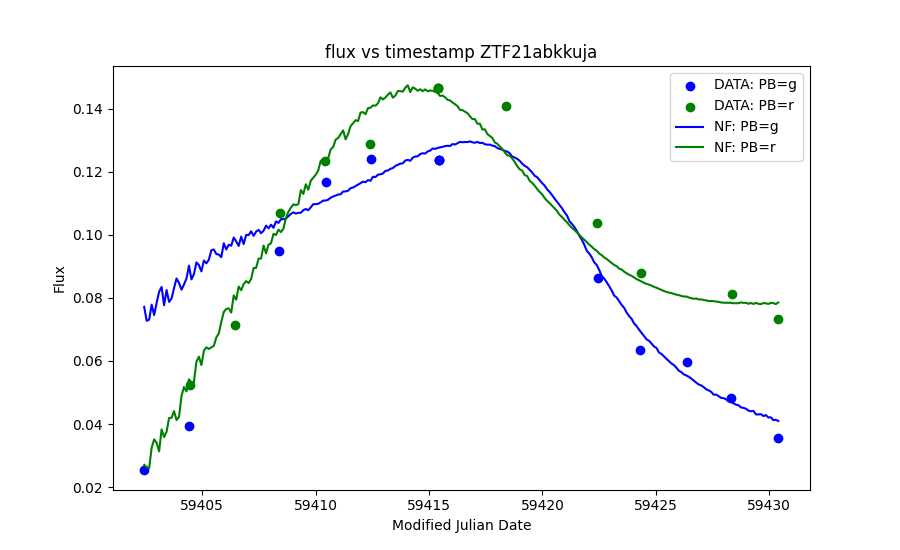 flux vs timestamp ZTF21abkkuja
DATA: PB=g
DATA: PB=r
NF: PB=g
NF: PB=r
Flux
0.14
0.12
0.10
0.08
0.06
0.04
0.02
59405 59410 59415 59420 59425 59430
Modified Julian Date